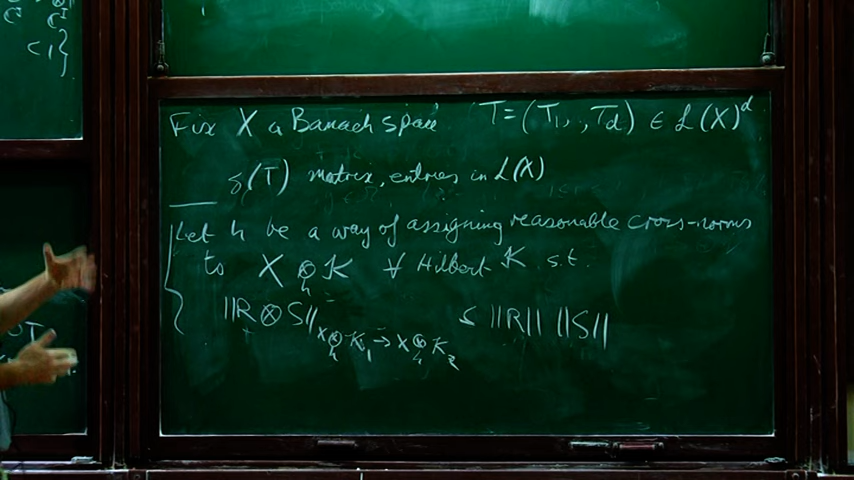 < 1}
Fix X a Banach space T = (T₁, , T_d) ∈ L(X)^d
δ(T) matrix, entries in L(X)
Let h be a way of assigning reasonable cross-norms
to X ⊗_h K ∀ Hilbert K s.t.
||R ⊗ S||_{X ⊗_h K₁ → X ⊗_h K₂} ≤ ||R|| ||S||